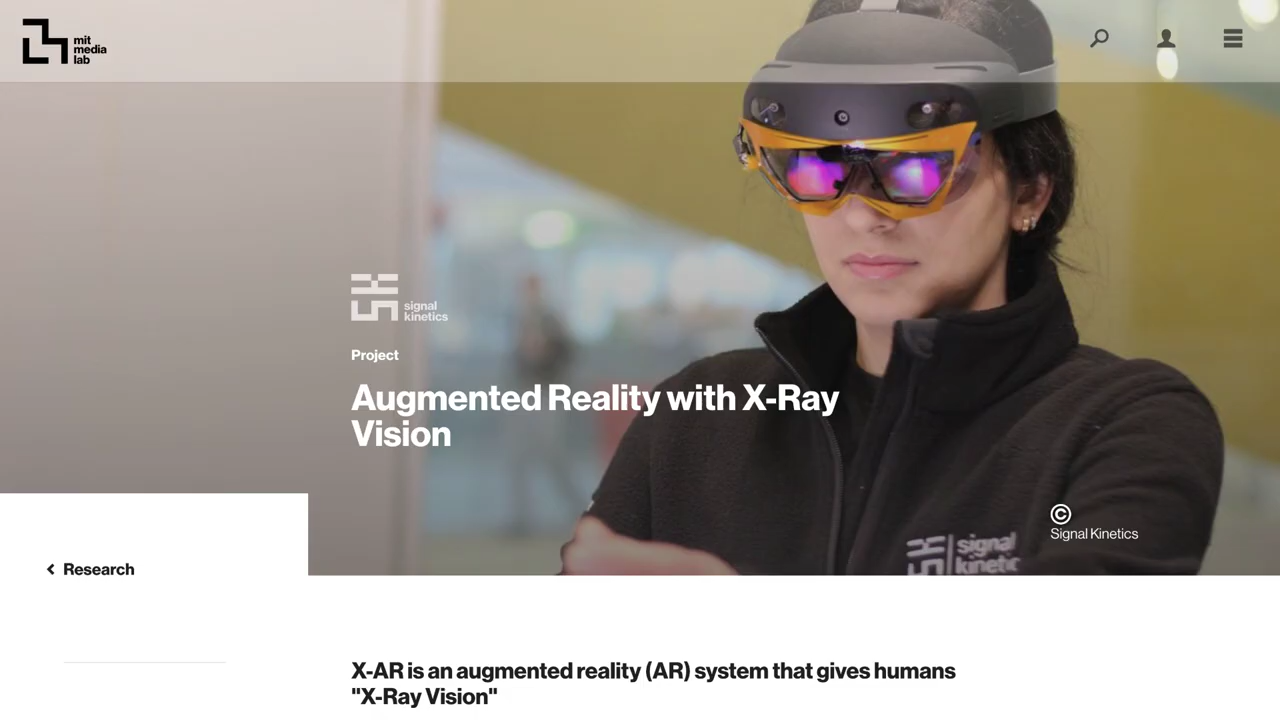 mit
media
lab
signal
kinetics
Project
Augmented Reality with X-Ray
Vision
©
Signal Kinetics
signal
kinetic
Research
X-AR is an augmented reality (AR) system that gives humans
"X-Ray Vision"